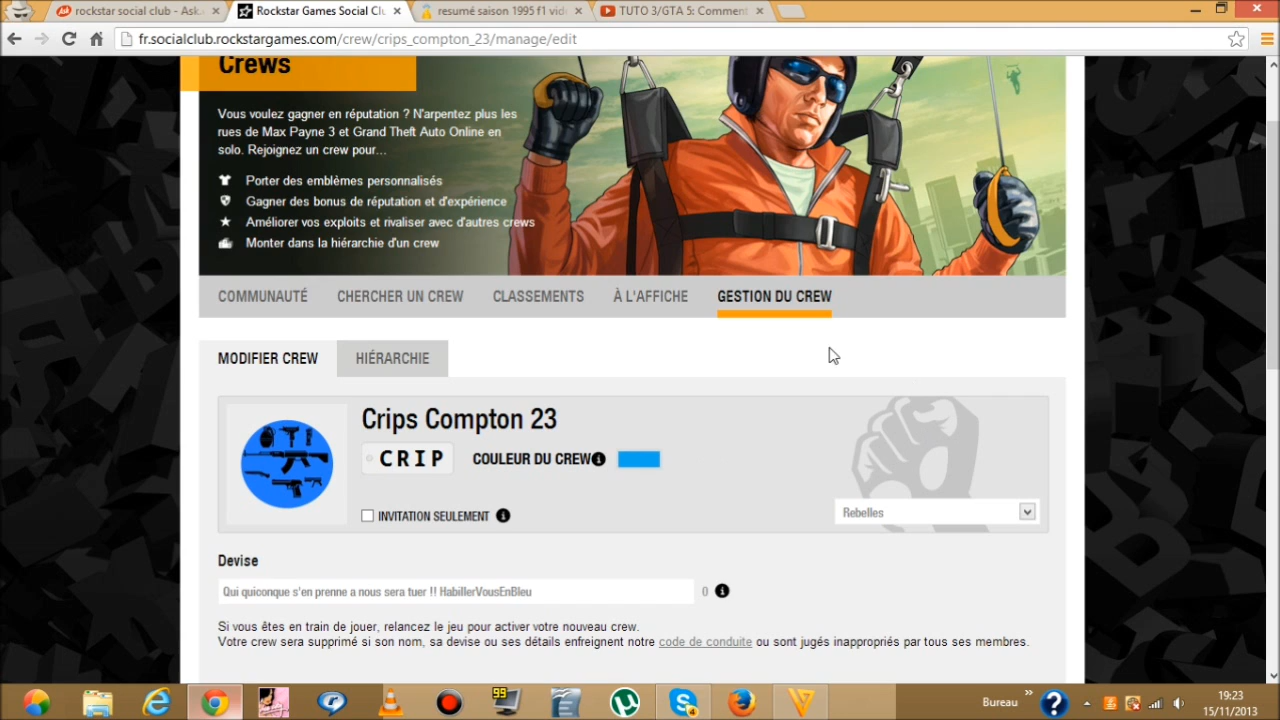 rockstar social club - Ask.
Rockstar Games Social Clu
resumé saison 1995 f1 vid
TUTO 3/GTA 5: Comment
fr.socialclub.rockstargames.com/crew/crips_compton_23/manage/edit
Crews
Vous voulez gagner en réputation ? N'arpentez plus les
rues de Max Payne 3 et Grand Theft Auto Online en
solo. Rejoignez un crew pour...
Porter des emblèmes personnalisés
Gagner des bonus de réputation et d'expérience
Améliorer vos exploits et rivaliser avec d'autres crews
Monter dans la hiérarchie d'un crew
COMMUNAUTÉ CHERCHER UN CREW CLASSEMENTS À L'AFFICHE GESTION DU CREW
MODIFIER CREW HIÉRARCHIE
Crips Compton 23
CRIP COULEUR DU CREW
INVITATION SEULEMENT
Rebelles
Devise
Qui quiconque s'en prenne a nous sera tuer !! HabillerVousEnBleu 0
Si vous êtes en train de jouer, relancez le jeu pour activer votre nouveau crew.
Votre crew sera supprimé si son nom, sa devise ou ses détails enfreignent notre code de conduite ou sont jugés inappropriés par tous ses membres.
99
4
Bureau
19:23
15/11/2013